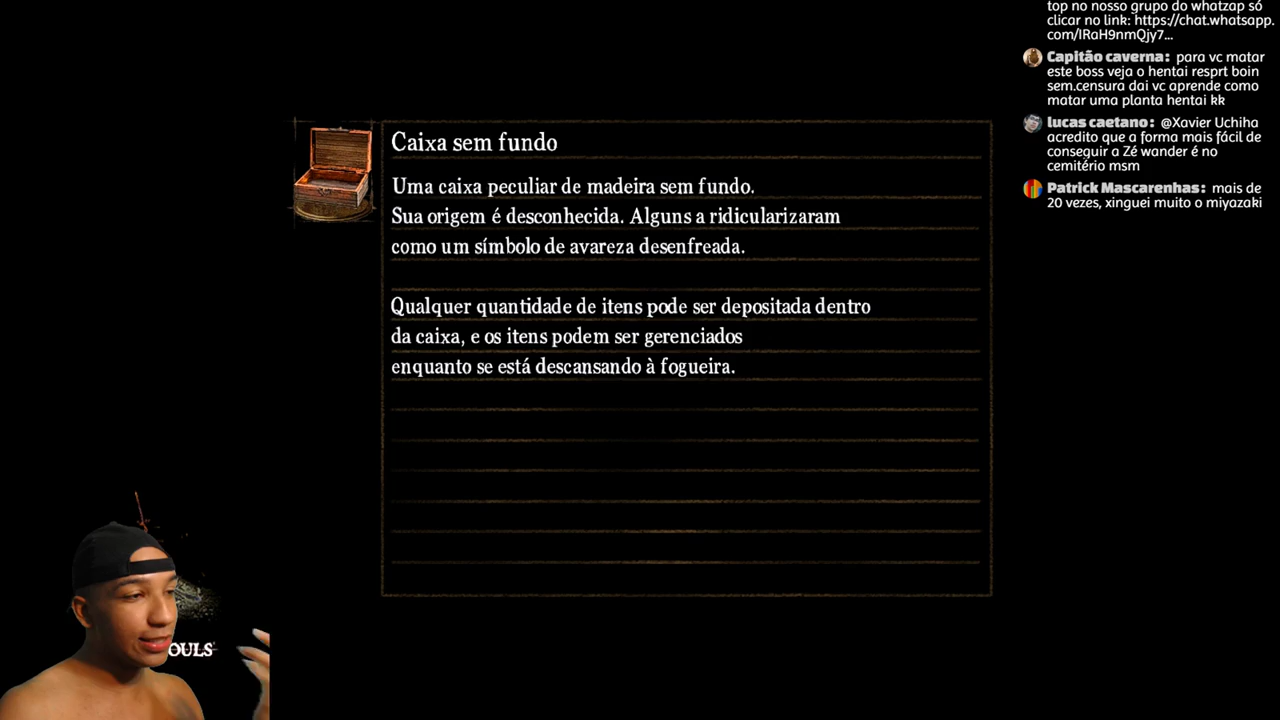 Caixa sem fundo
Uma caixa peculiar de madeira sem fundo.
Sua origem é desconhecida. Alguns a ridicularizaram
como um símbolo de avareza desenfreada.
Qualquer quantidade de itens pode ser depositada dentro
da caixa, e os itens podem ser gerenciados
enquanto se está descansando à fogueira.
top no nosso grupo do whatzap só
clicar no link: https://chat.whatsapp.
com/IRaH9nmQjy7...
Capitão caverna: para vc matar
este boss veja o hentai resprt boin
sem.censura dai vc aprende como
matar uma planta hentai kk
lucas caetano: @Xavier Uchiha
acredito que a forma mais fácil de
conseguir a Zé wander é no
cemitério msm
Patrick Mascarenhas: mais de
20 vezes, xinguei muito o miyazaki
OULS